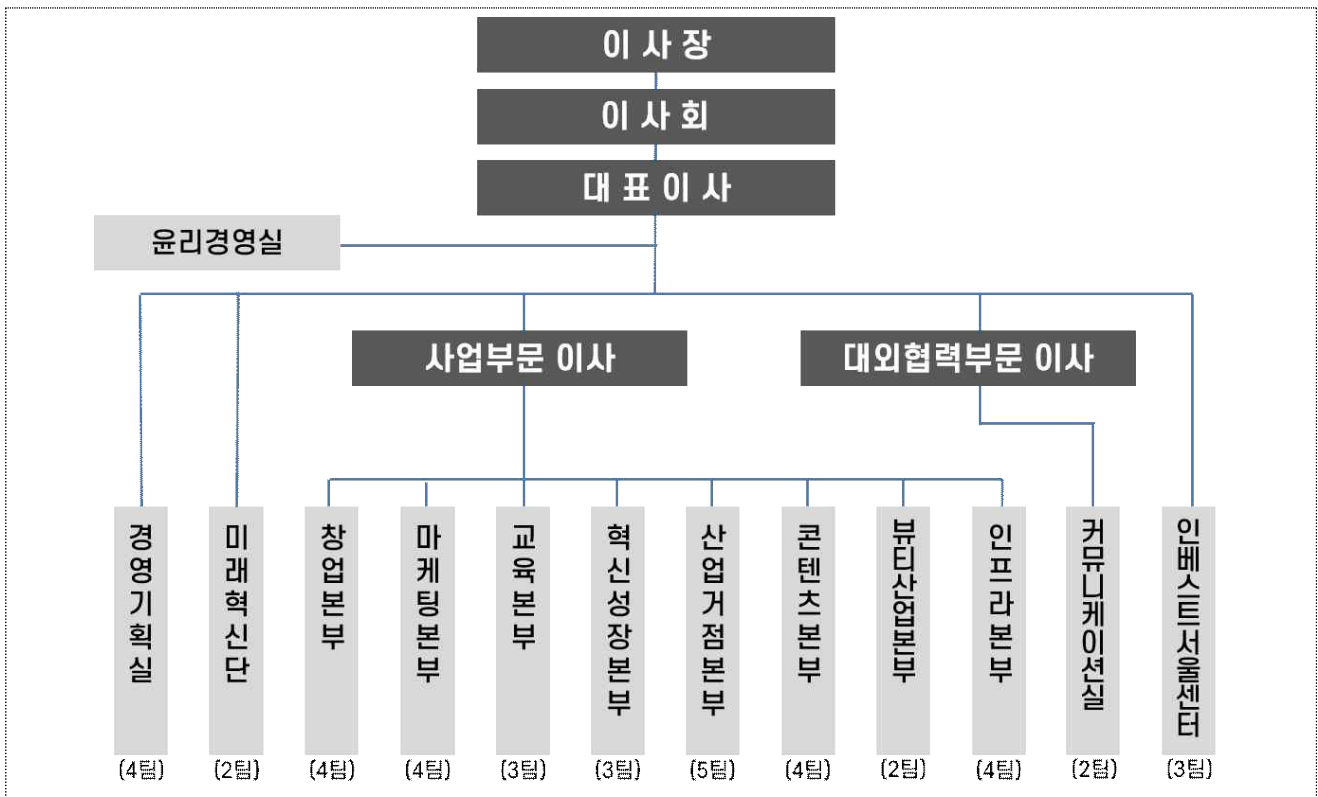 이 사 장
이 사 회
대 표 이 사
윤리경영실
사업부문 이사
대외협력부문 이사
경영기획실
미래혁신단
창업본부
마케팅본부
교육본부
혁신성장본부
산업거점본부
콘텐츠본부
뷰티산업본부
인프라본부
커뮤니케이션실
인베스트서울센터
(4팀) (2팀) (4팀) (4팀) (3팀) (3팀) (5팀) (4팀) (2팀) (4팀) (2팀) (3팀)